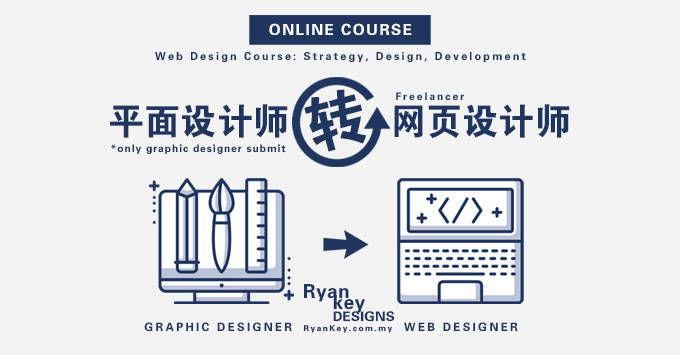 ONLINE COURSE
Web Design Course: Strategy, Design, Development
平面设计师 转 Freelancer 网页设计师
*only graphic designer submit
</>
Ryan
key
DESIGNS
GRAPHIC DESIGNER RyanKey.com.my WEB DESIGNER